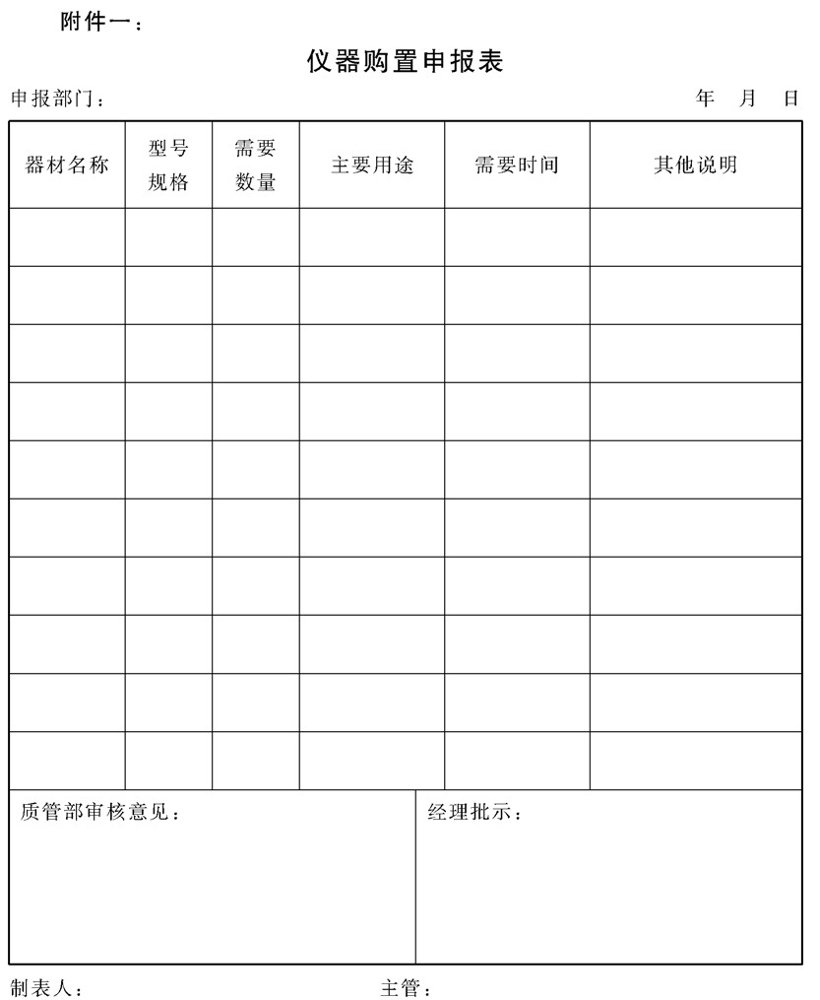 附件一：
仪器购置申报表
申报部门： 年 月 日
器材名称 型号规格 需要数量 主要用途 需要时间 其他说明
质管部审核意见： 经理批示：
制表人： 主管：